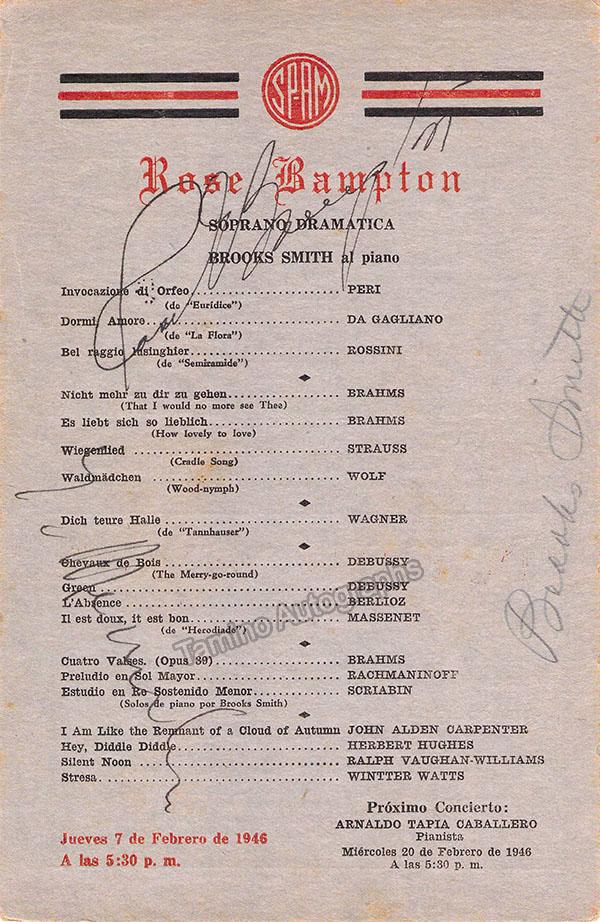 SPAM
Rose Bampton
SOPRANO DRAMATICA
BROOKS SMITH al piano
Invocazione di Orfeo ........ PERI
(de "Eurídice")
Dormi, Amore ........ DA GAGLIANO
(de "La Flora")
Bel raggio lusinghier ........ ROSSINI
(de "Semiramide")
Nicht mehr zu dir zu gehen ........ BRAHMS
(That I would no more see Thee)
Es liebt sich so lieblich ........ BRAHMS
(How lovely to love)
Wiegenlied ........ STRAUSS
(Cradle Song)
Waldmädchen ........ WOLF
(Wood-nymph)
Dich teure Halle ........ WAGNER
(de "Tannhauser")
Chevaux de Bois ........ DEBUSSY
(The Merry-go-round)
Green ........ DEBUSSY
L'Absence ........ BERLIOZ
Il est doux, it est bon ........ MASSENET
(de "Herodiade")
Cuatro Valses. (Opus 39) ........ BRAHMS
Preludio en Sol Mayor ........ RACHMANINOFF
Estudio en Re Sostenido Menor ........ SCRIABIN
(Solos de piano por Brooks Smith)
I Am Like the Remnant of a Cloud of Autumn JOHN ALDEN CARPENTER
Hey, Diddle Diddle ........ HERBERT HUGHES
Silent Noon ........ RALPH VAUGHAN-WILLIAMS
Stresa ........ WINTTER WATTS
Jueves 7 de Febrero de 1946
A las 5:30 p. m.
Próximo Concierto:
ARNALDO TAPIA CABALLERO
Pianista
Miércoles 20 de Febrero de 1946
A las 5:30 p. m.
Brooks Smith
Tamino Autographs